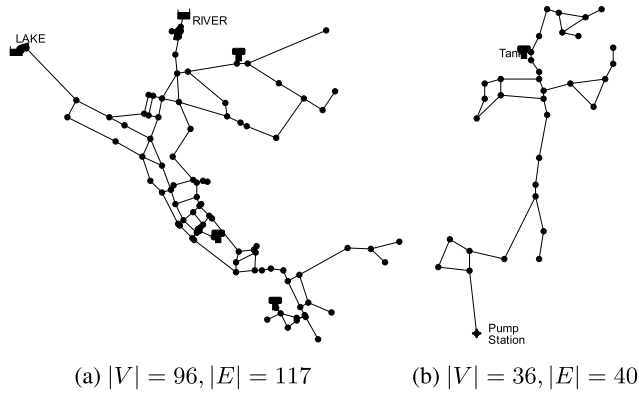 RIVER
LAKE
Tank
Pump
Station
(a) |V| = 96, |E| = 117
(b) |V| = 36, |E| = 40